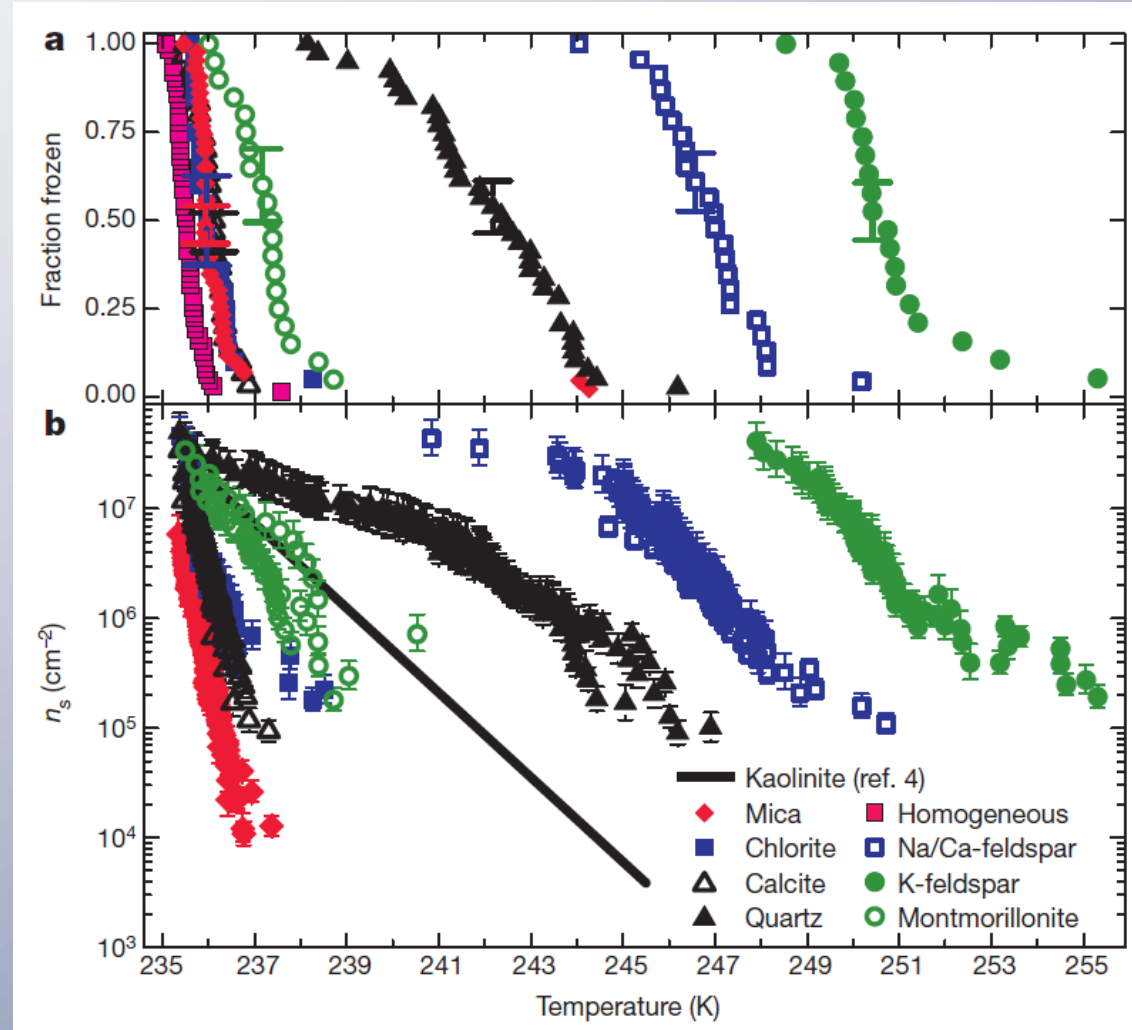 a
1.00
0.75
0.50
0.25
0.00
Fraction frozen
b
10⁷
10⁶
10⁵
10⁴
10³
nₛ (cm⁻²)
Kaolinite (ref. 4)
Mica
Homogeneous
Chlorite
Na/Ca-feldspar
Calcite
K-feldspar
Quartz
Montmorillonite
235 237 239 241 243 245 247 249 251 253 255
Temperature (K)